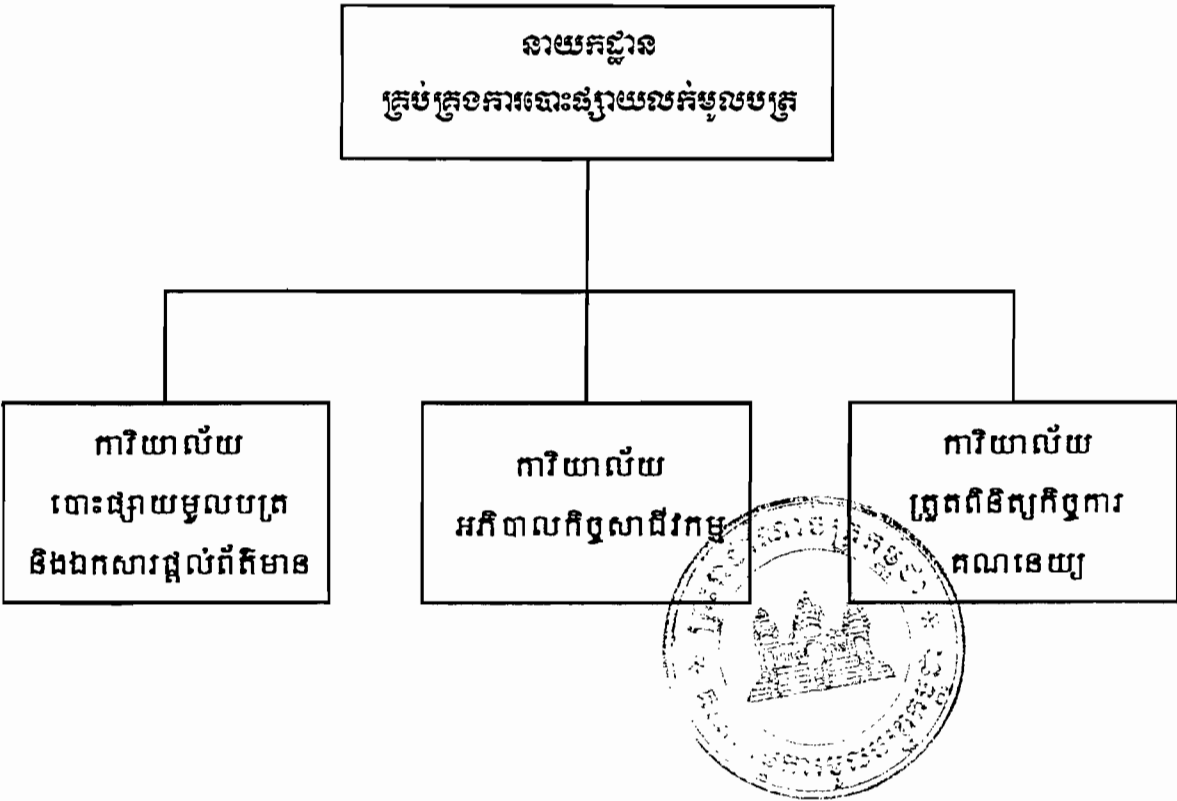 នាយកដ្ឋាន
គ្រប់គ្រងការបោះផ្សាយលក់មូលបត្រ
ការិយាល័យ
បោះផ្សាយមូលបត្រ
និងឯកសារផ្តល់ព័ត៌មាន
ការិយាល័យ
អភិបាលកិច្ចសាជីវកម្ម
ការិយាល័យ
ត្រួតពិនិត្យកិច្ចការ
គណនេយ្យ